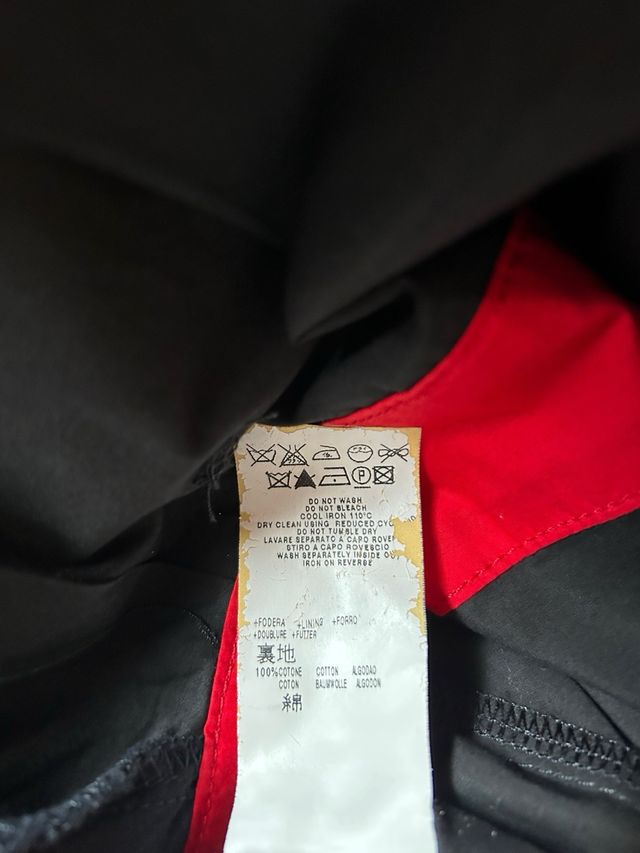 DO NOT WASH
DO NOT BLEACH
COOL IRON 110°C
DRY CLEAN USING REDUCED CYC
DO NOT TUMBLE DRY
LAVARE SEPARATO A CAPO ROVE
STIRO A CAPO ROVESCIO
WASH SEPARATELY INSIDE OU
IRON ON REVERSE
+FODERA +LINING +FORRO
+DOUBLURE +FUTTER
裏地
100%COTONE COTTON ALGODAO
COTON BAUMWOLLE ALGODON
綿